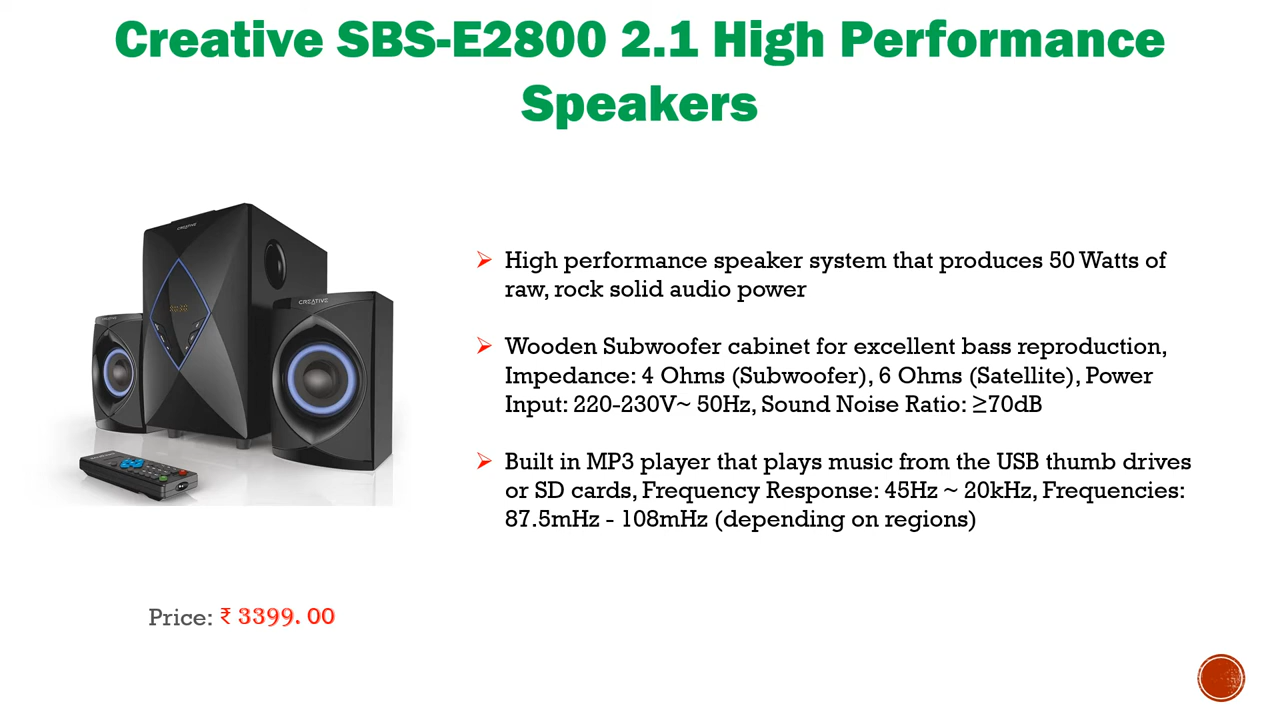 Creative SBS-E2800 2.1 High Performance
Speakers
CREATIVE
CREATIVE
➢ High performance speaker system that produces 50 Watts of
raw, rock solid audio power
➢ Wooden Subwoofer cabinet for excellent bass reproduction,
Impedance: 4 Ohms (Subwoofer), 6 Ohms (Satellite), Power
Input: 220-230V~ 50Hz, Sound Noise Ratio: ≥70dB
➢ Built in MP3 player that plays music from the USB thumb drives
or SD cards, Frequency Response: 45Hz ~ 20kHz, Frequencies:
87.5mHz - 108mHz (depending on regions)
Price: ₹ 3399. 00